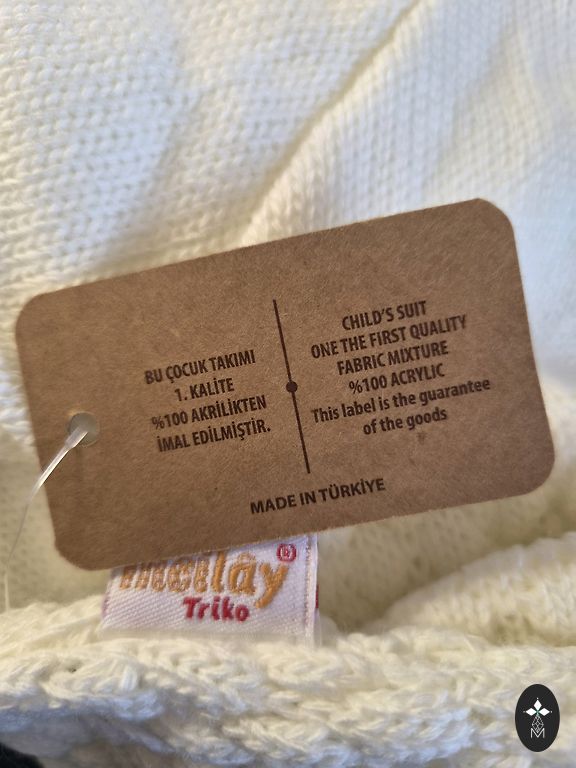 BU ÇOCUK TAKIMI
1. KALİTE
%100 AKRİLİKTEN
İMAL EDİLMİŞTİR.
CHILD'S SUIT
ONE THE FIRST QUALITY
FABRIC MIXTURE
%100 ACRYLIC
This label is the guarantee
of the goods
MADE IN TÜRKİYE
Triko